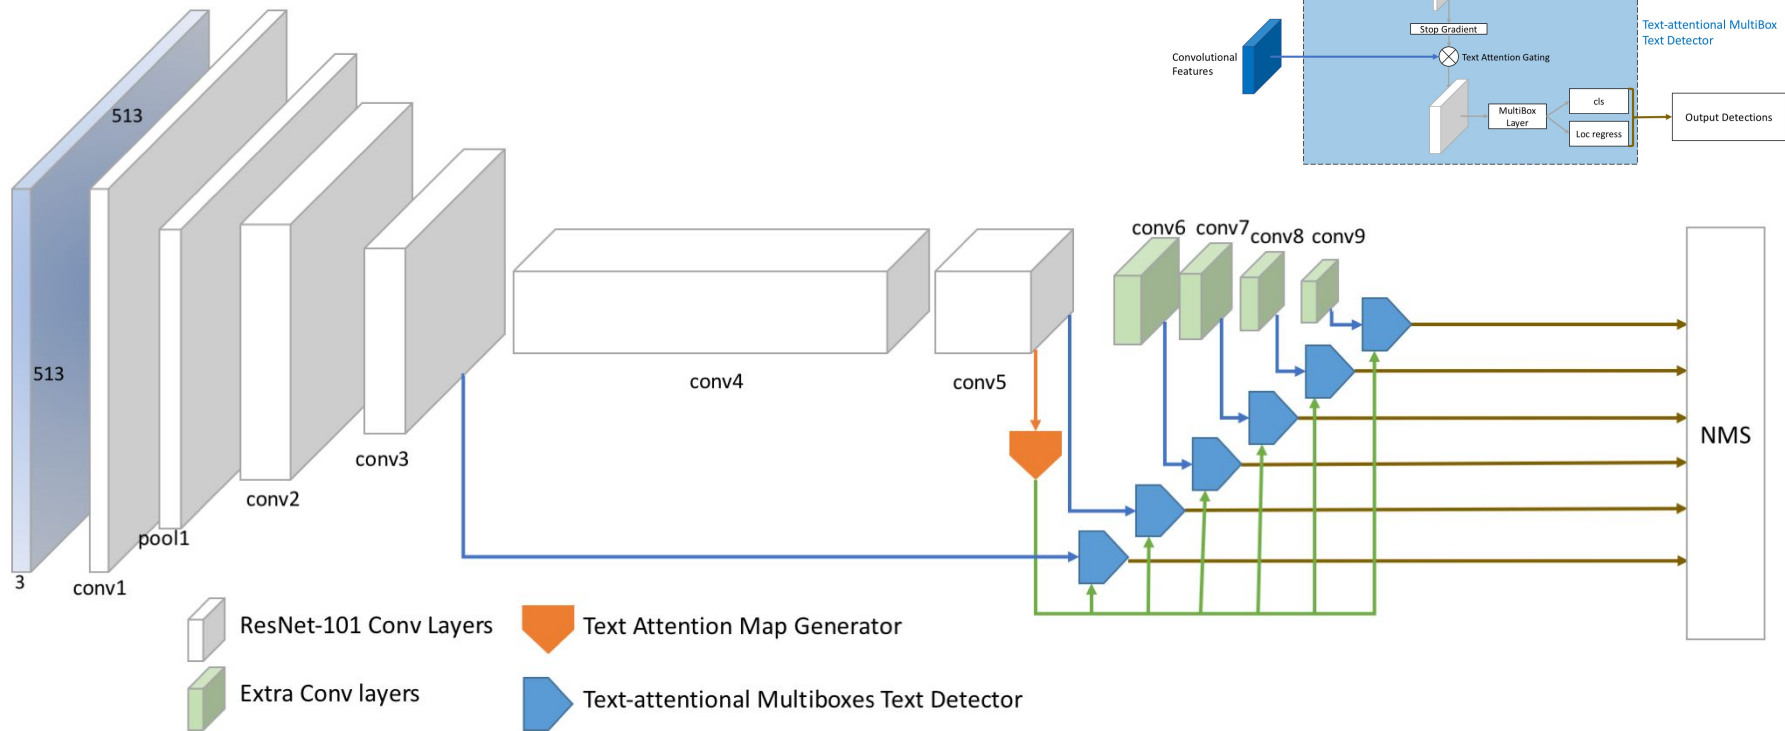 Stop Gradient
Text-attentional MultiBox
Text Detector
Convolutional
Features
Text Attention Gating
MultiBox
Layer
cls
Loc regress
Output Detections
513
513
3
conv1
pool1
conv2
conv3
conv4
conv5
conv6
conv7
conv8
conv9
NMS
ResNet-101 Conv Layers
Text Attention Map Generator
Extra Conv layers
Text-attentional Multiboxes Text Detector